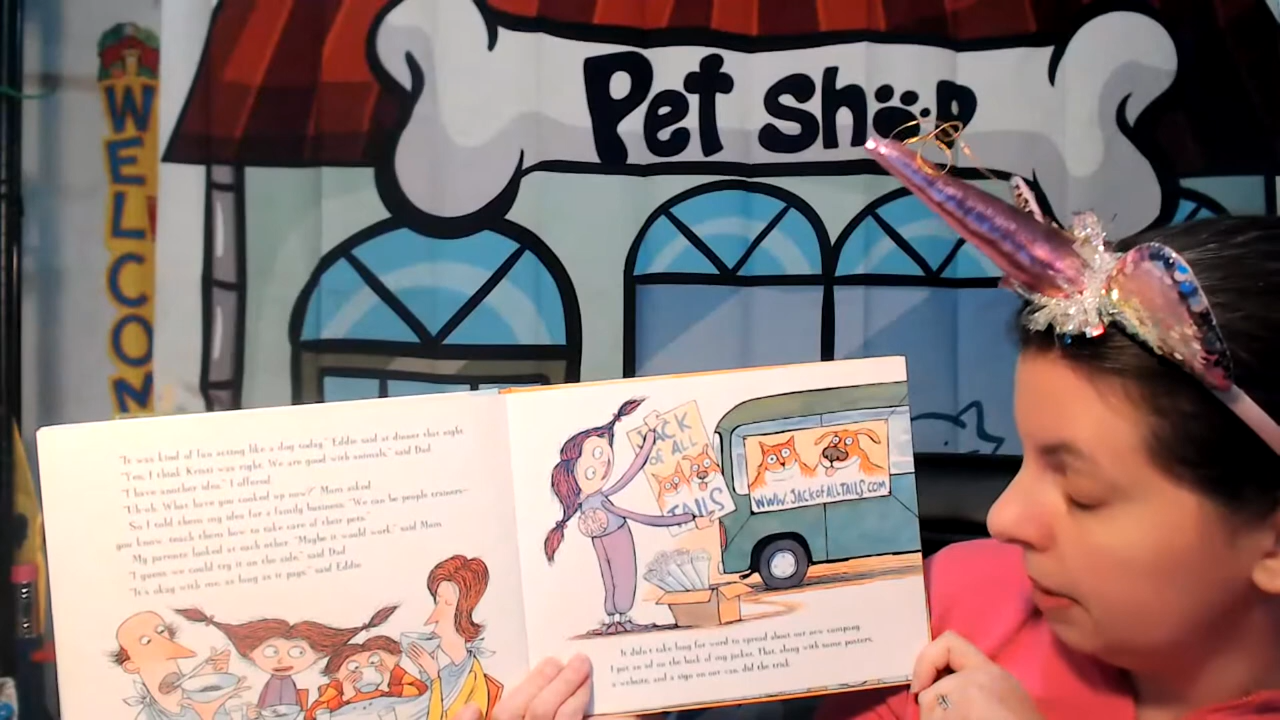 Pet Shop
WELCOM
"It was kind of fun acting like a dog today," Eddie said at dinner that night.
"Yes, I think Kristi was right. We are good with animals," said Dad.
"I have another idea," I offered.
"Uh-oh. What have you cooked up now?" Mom asked.
So I told them my idea for a family business. "We can be people trainers—
you know, teach them how to take care of their pets."
My parents looked at each other. "Maybe it would work," said Mom.
"I guess we could try it on the side," said Dad.
"It's okay with me, as long as it pays," said Eddie.
JACK
OF ALL
TAILS
WWW.JACKOFALLTAILS.COM
It didn't take long for word to spread about our new company.
I put an ad on the back of my jacket. That, along with some posters,
a website, and a sign on our car, did the trick.